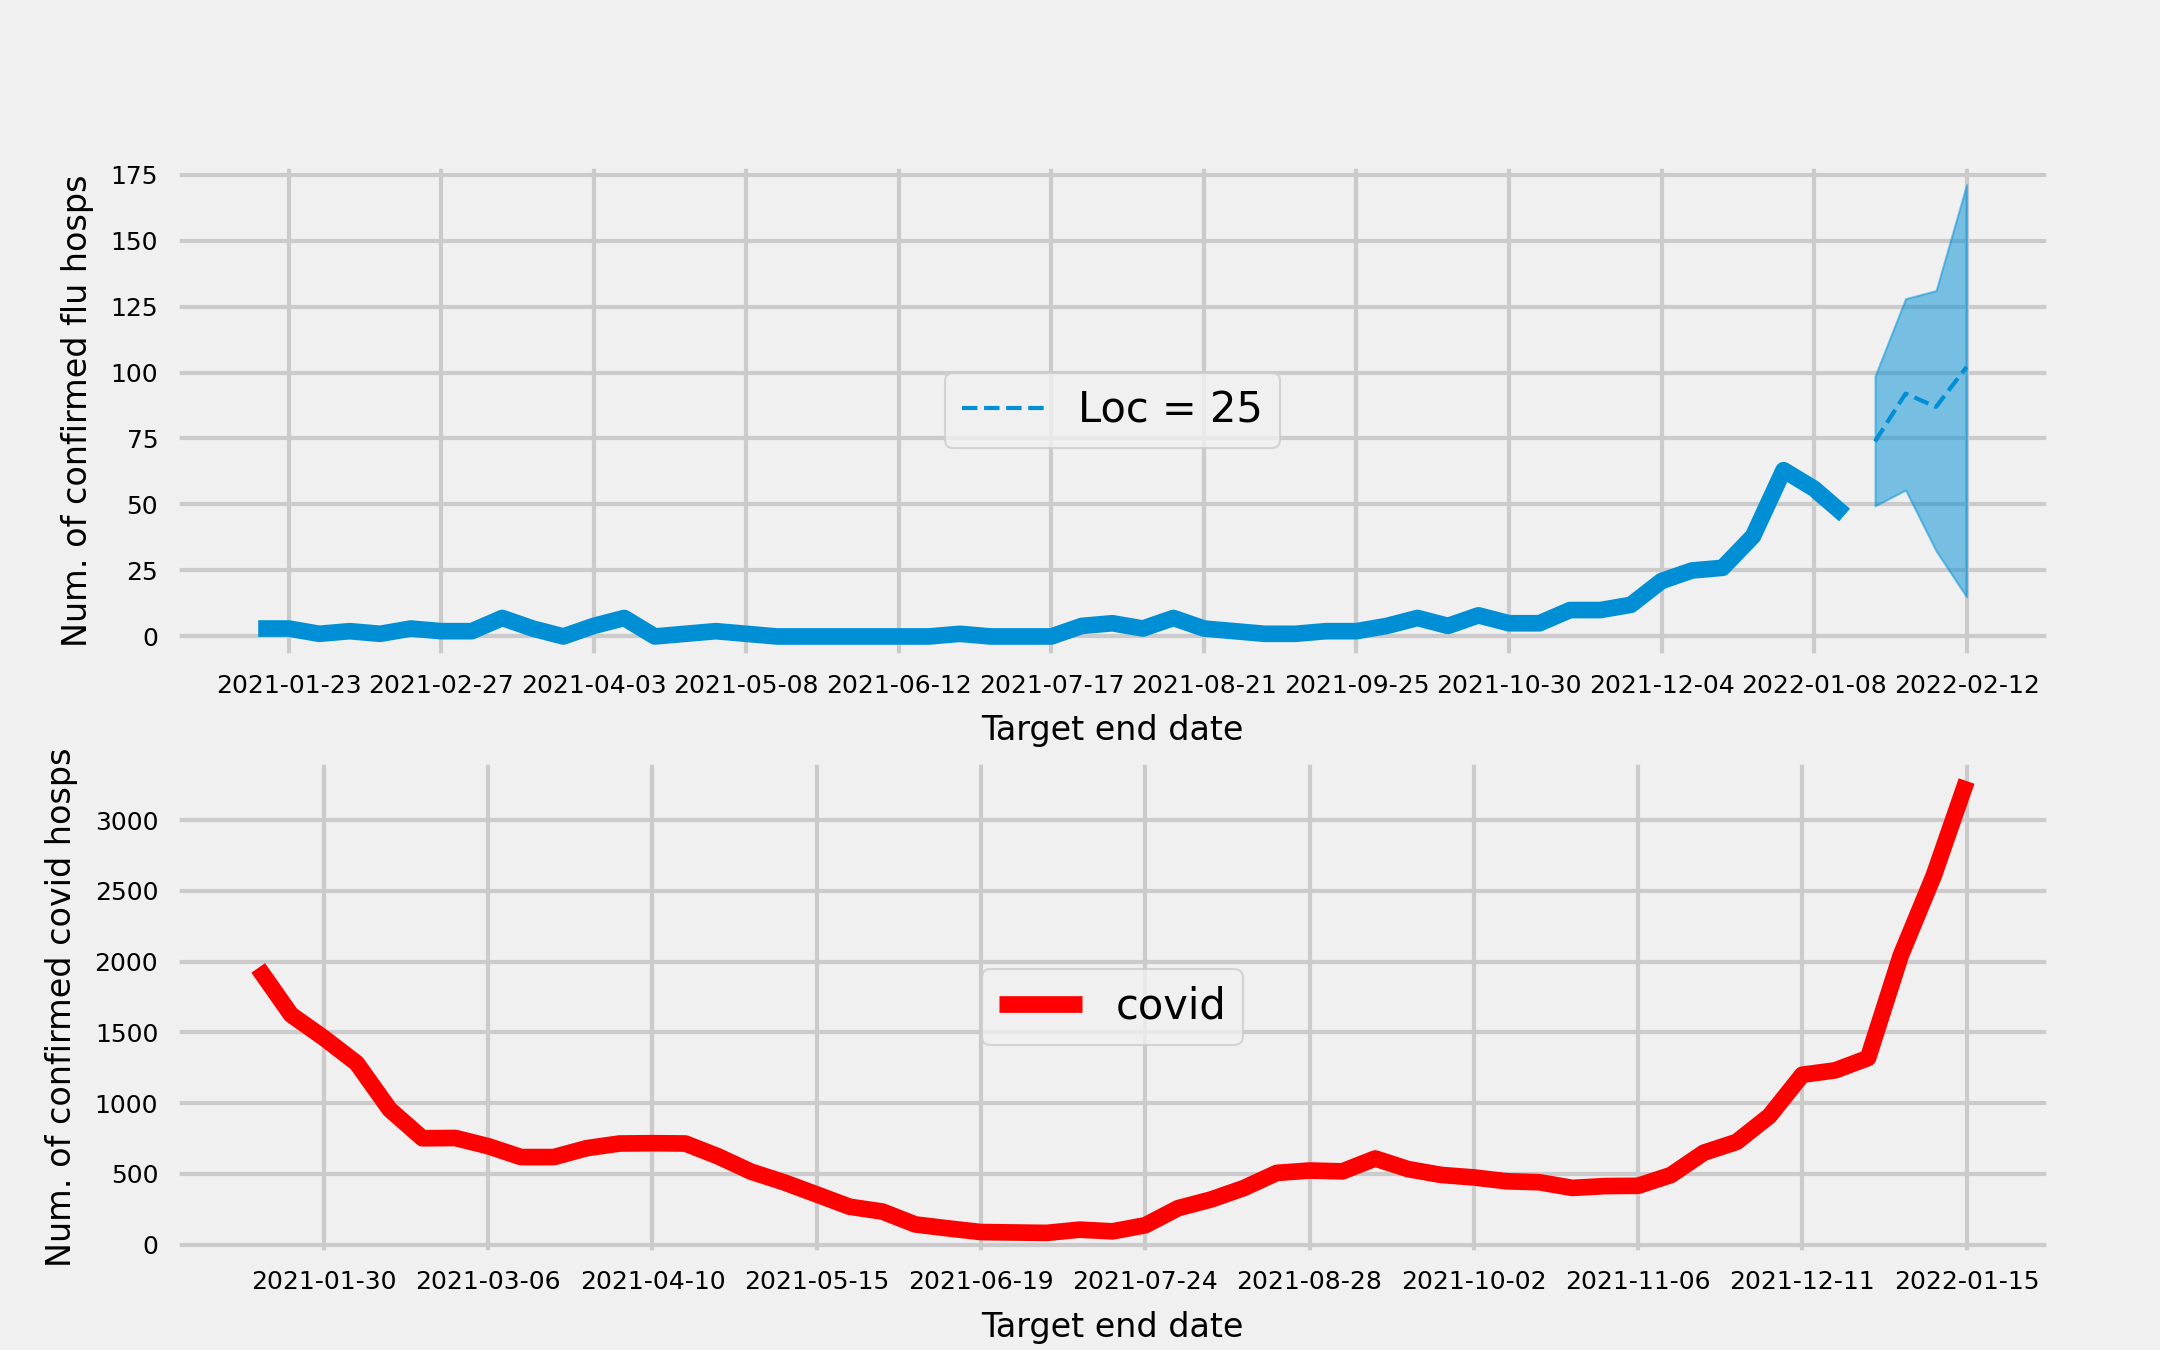 Num. of confirmed flu hosps
175
150
125
100
75
50
25
0
Loc = 25
2021-01-23 2021-02-27 2021-04-03 2021-05-08 2021-06-12 2021-07-17 2021-08-21 2021-09-25 2021-10-30 2021-12-04 2022-01-08 2022-02-12
Target end date
Num. of confirmed covid hosps
3000
2500
2000
1500
1000
500
0
covid
2021-01-30 2021-03-06 2021-04-10 2021-05-15 2021-06-19 2021-07-24 2021-08-28 2021-10-02 2021-11-06 2021-12-11 2022-01-15
Target end date